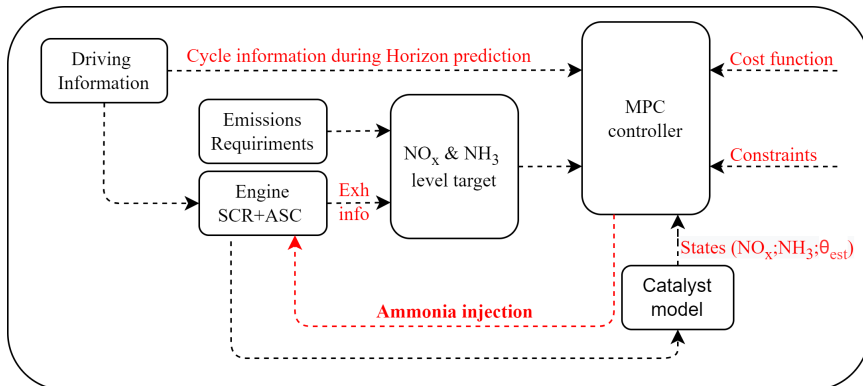 Driving
Information
Cycle information during Horizon prediction
Cost function
MPC
controller
Emissions
Requiriments
NOx & NH3
level target
Constraints
Engine
SCR+ASC
Exh
info
States (NOx;NH3;θest)
Catalyst
model
Ammonia injection